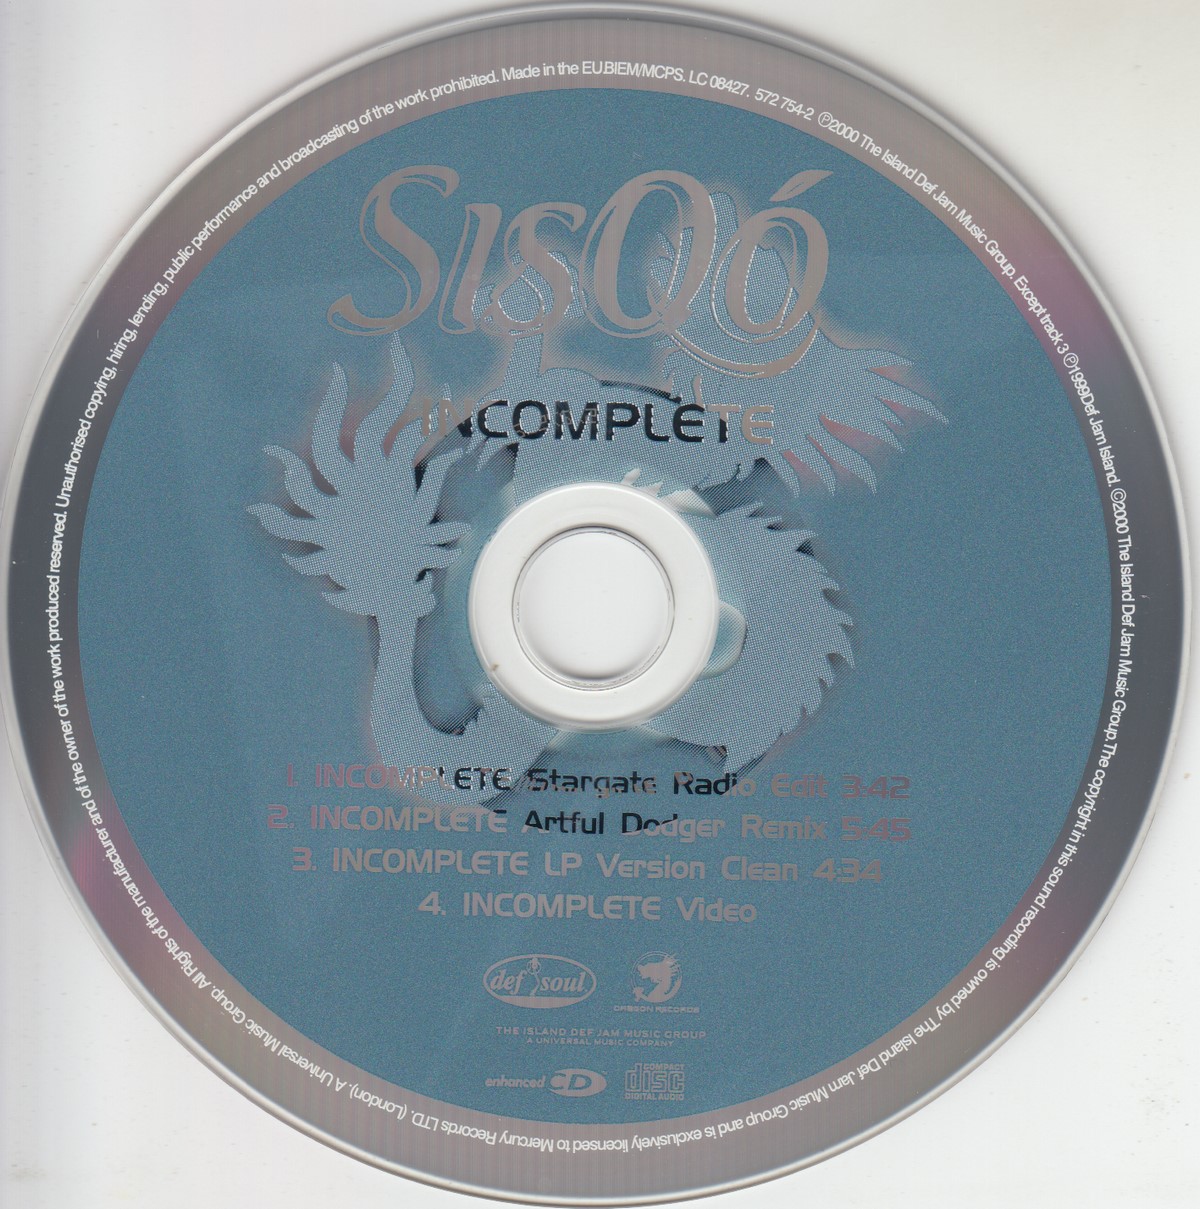 SISQÓ
INCOMPLETE
1. INCOMPLETE Stargate Radio Edit 3:42
2. INCOMPLETE Artful Dodger Remix 5:45
3. INCOMPLETE LP Version Clean 4:34
4. INCOMPLETE Video
def soul
DRAGON RECORDS
THE ISLAND DEF JAM MUSIC GROUP
A UNIVERSAL MUSIC COMPANY
enhanced CD
COMPACT
disc
DIGITAL AUDIO
℗2000 The Island Def Jam Music Group. Except track 3 ℗1999Def Jam Island. ©2000 The Island Def Jam Music Group. The copyright in this sound recording is owned by The Island Def Jam Music Group and is exclusively licensed to Mercury Records LTD. (London). A Universal Music Group. All Rights of the manufacturer and of the owner of the work produced reserved. Unauthorised copying, hiring, lending, public performance and broadcasting of the work prohibited. Made in the EU.BIEM/MCPS. LC 08427. 572 754-2